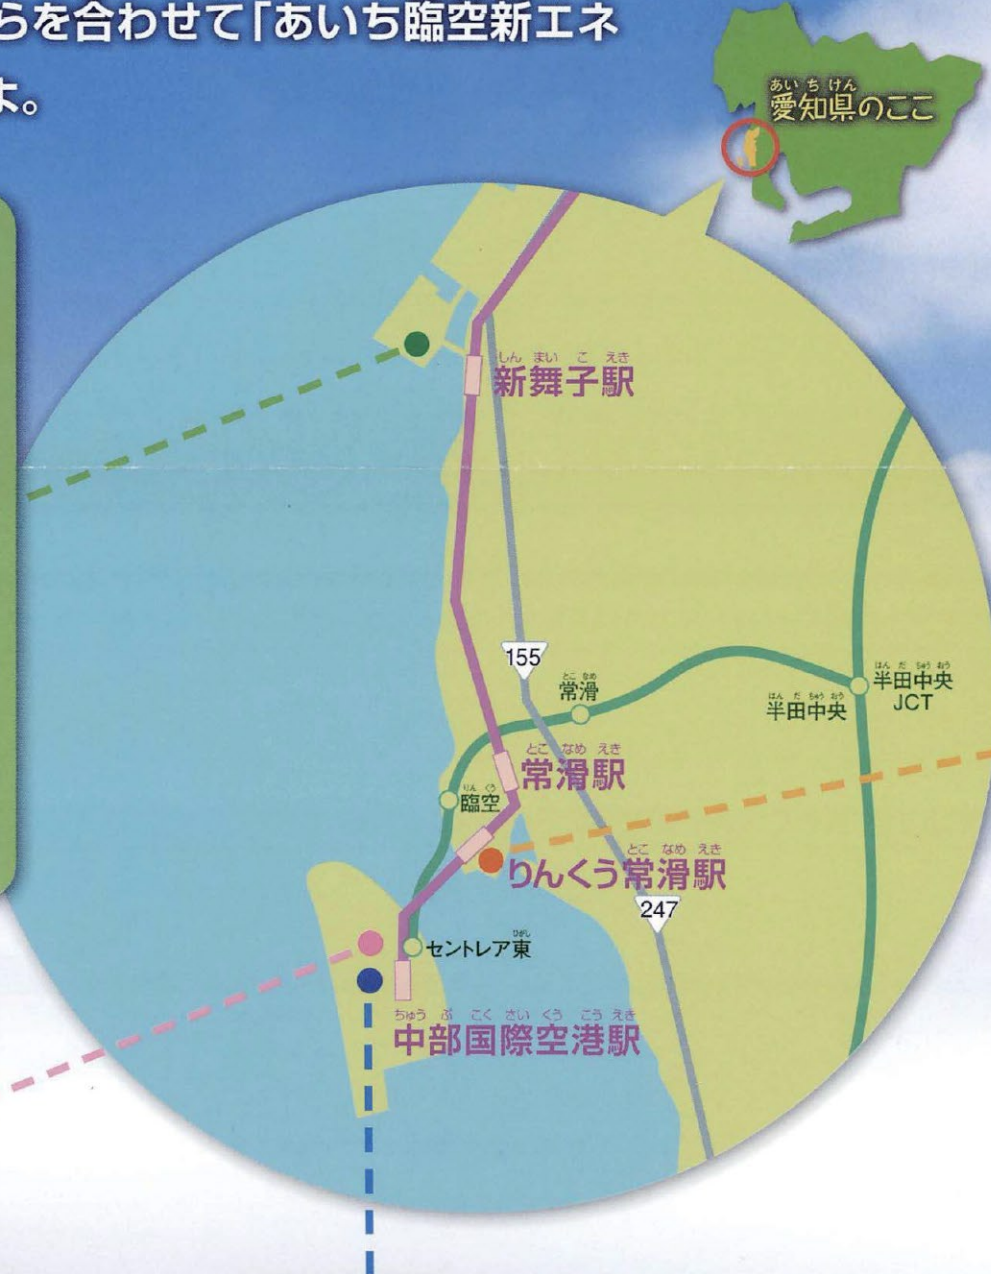 らを合わせて「あいち臨空新エネ
よ。
あいちけん
愛知県のここ
しんまいこえき
新舞子駅
155
とこなめ
常滑
はんだちゅうおう
半田中央
JCT
はんだちゅうおう
半田中央
とこなめえき
常滑駅
りんくう
臨空
とこなめえき
りんくう常滑駅
247
ひがし
セントレア東
ちゅうぶこくさいくうこうえき
中部国際空港駅